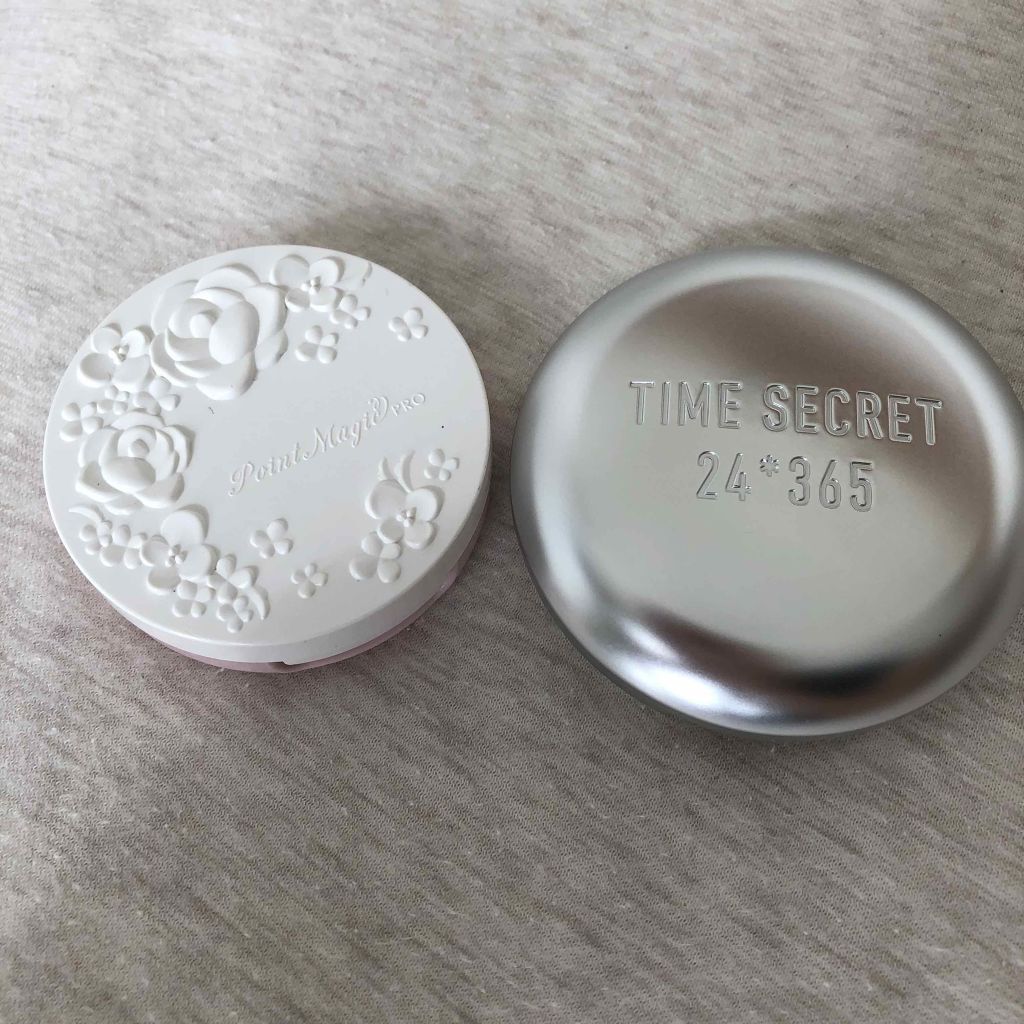 Point Magic PRO
TIME SECRET
24*365